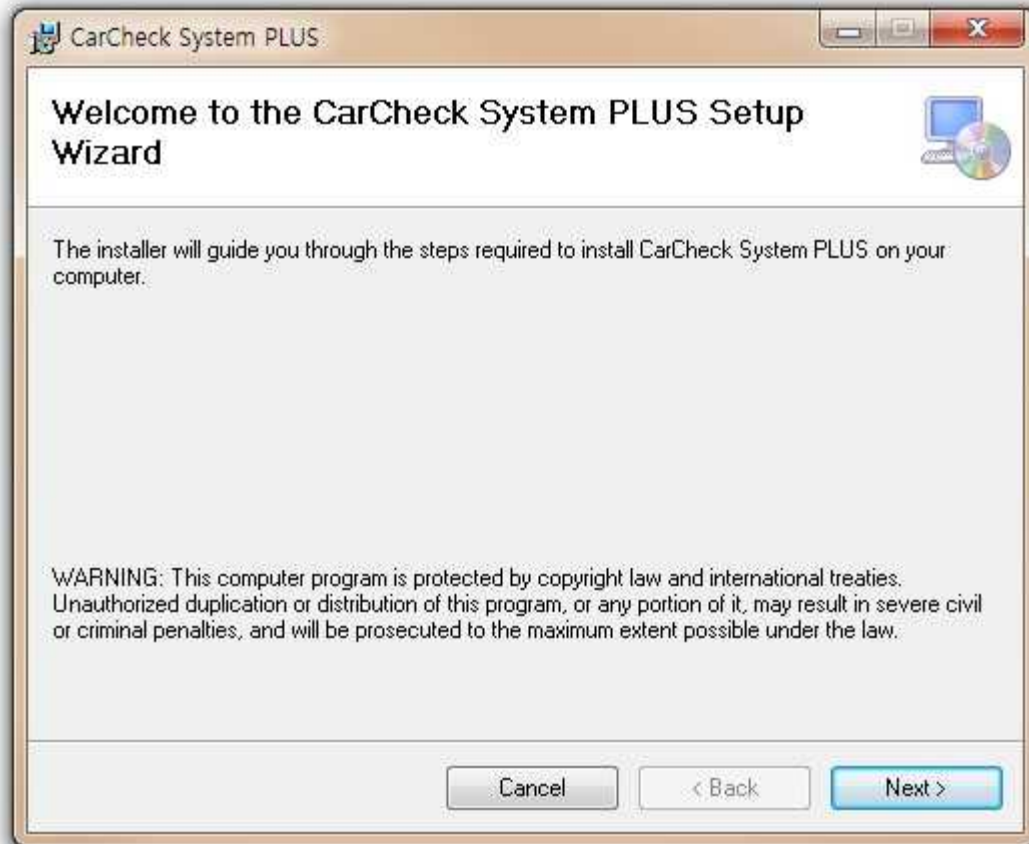 CarCheck System PLUS
Welcome to the CarCheck System PLUS Setup
Wizard
The installer will guide you through the steps required to install CarCheck System PLUS on your
computer.
WARNING: This computer program is protected by copyright law and international treaties.
Unauthorized duplication or distribution of this program, or any portion of it, may result in severe civil
or criminal penalties, and will be prosecuted to the maximum extent possible under the law.
Cancel
< Back
Next >